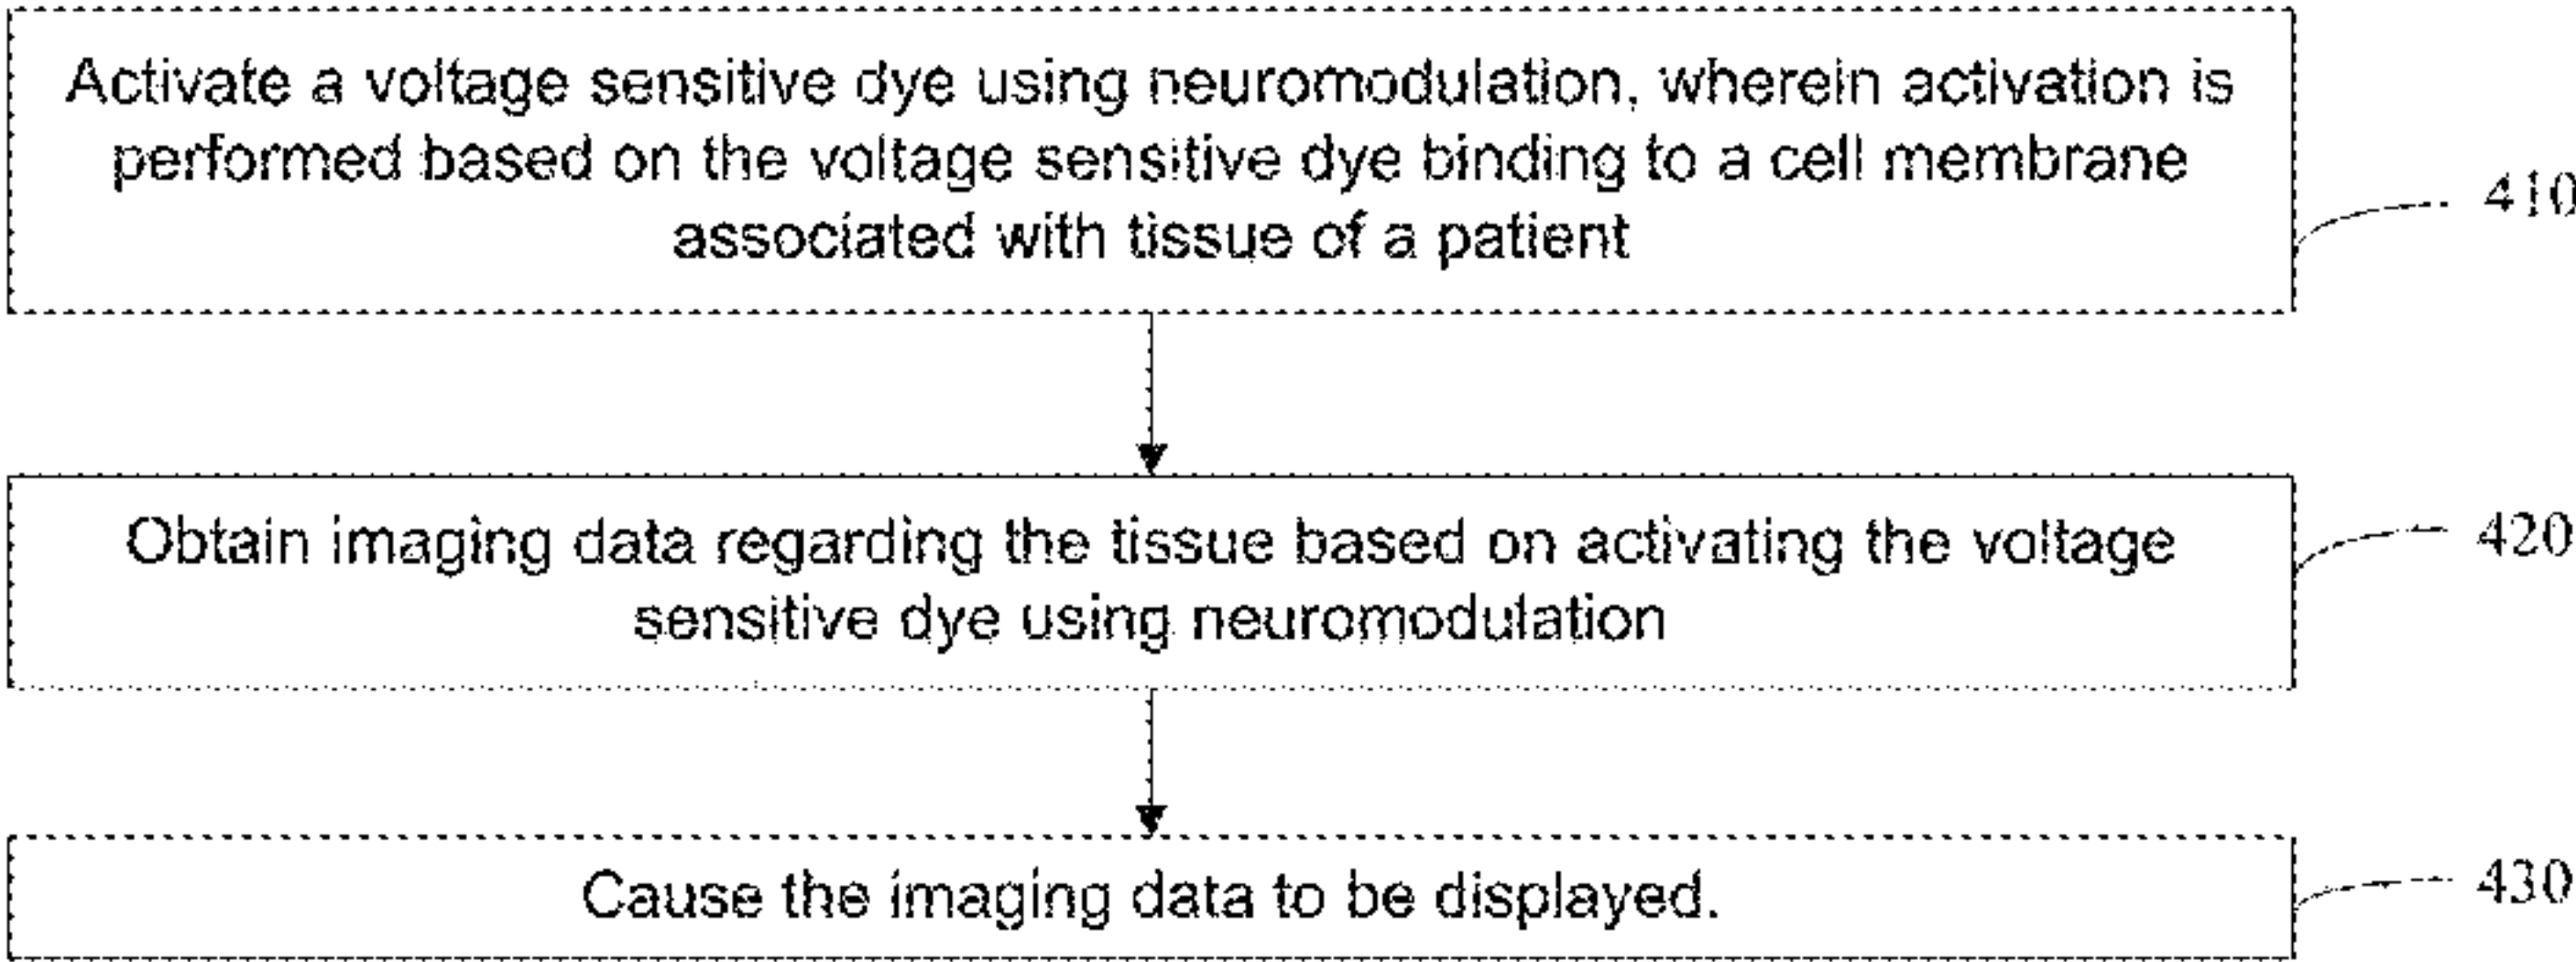 Activate a voltage sensitive dye using neuromodulation, wherein activation is
performed based on the voltage sensitive dye binding to a cell membrane
associated with tissue of a patient
410
Obtain imaging data regarding the tissue based on activating the voltage
sensitive dye using neuromodulation
420
Cause the imaging data to be displayed.
430